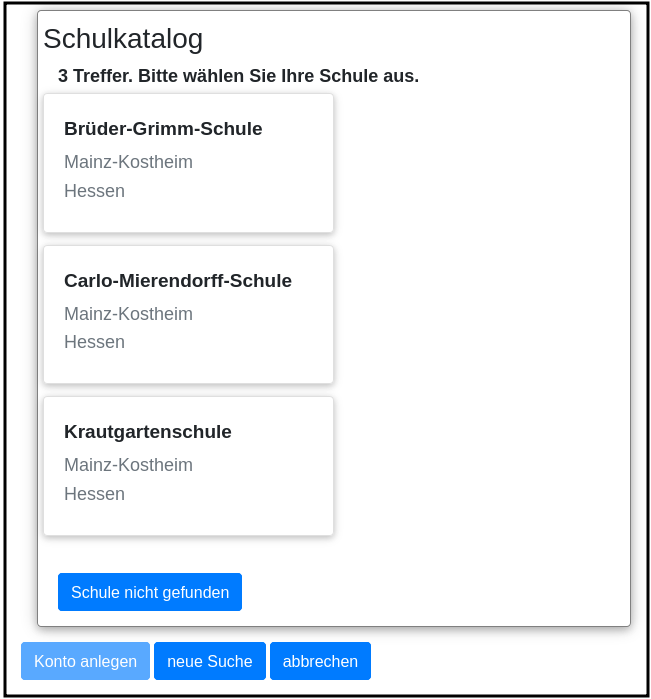 Schulkatalog
3 Treffer. Bitte wählen Sie Ihre Schule aus.
Brüder-Grimm-Schule
Mainz-Kostheim
Hessen
Carlo-Mierendorff-Schule
Mainz-Kostheim
Hessen
Krautgartenschule
Mainz-Kostheim
Hessen
Schule nicht gefunden
Konto anlegen neue Suche abbrechen